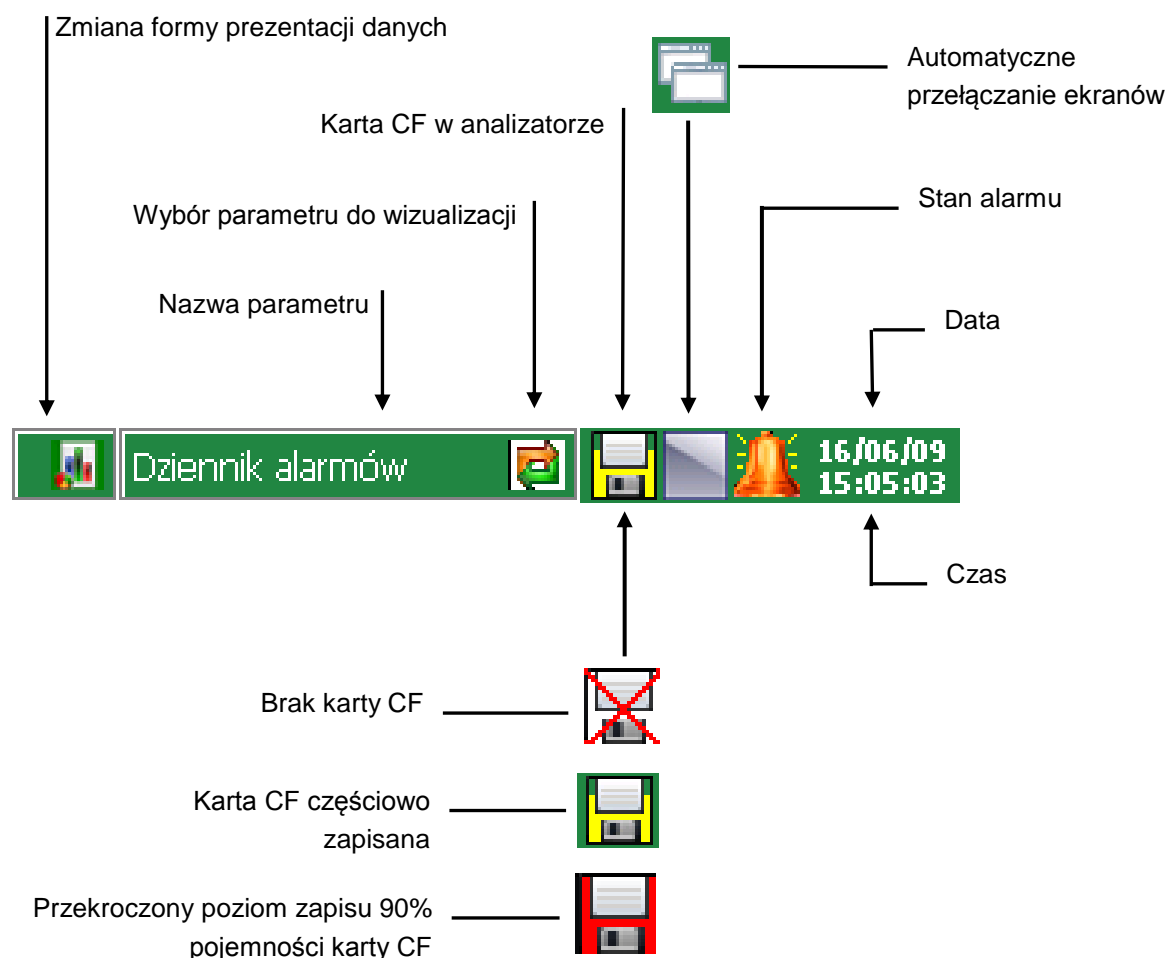 Zmiana formy prezentacji danych
Automatyczne
przełączanie ekranów
Karta CF w analizatorze
Stan alarmu
Wybór parametru do wizualizacji
Nazwa parametru
Data
Dziennik alarmów
16/06/09
15:05:03
Czas
Brak karty CF
Karta CF częściowo
zapisana
Przekroczony poziom zapisu 90%
pojemności karty CF